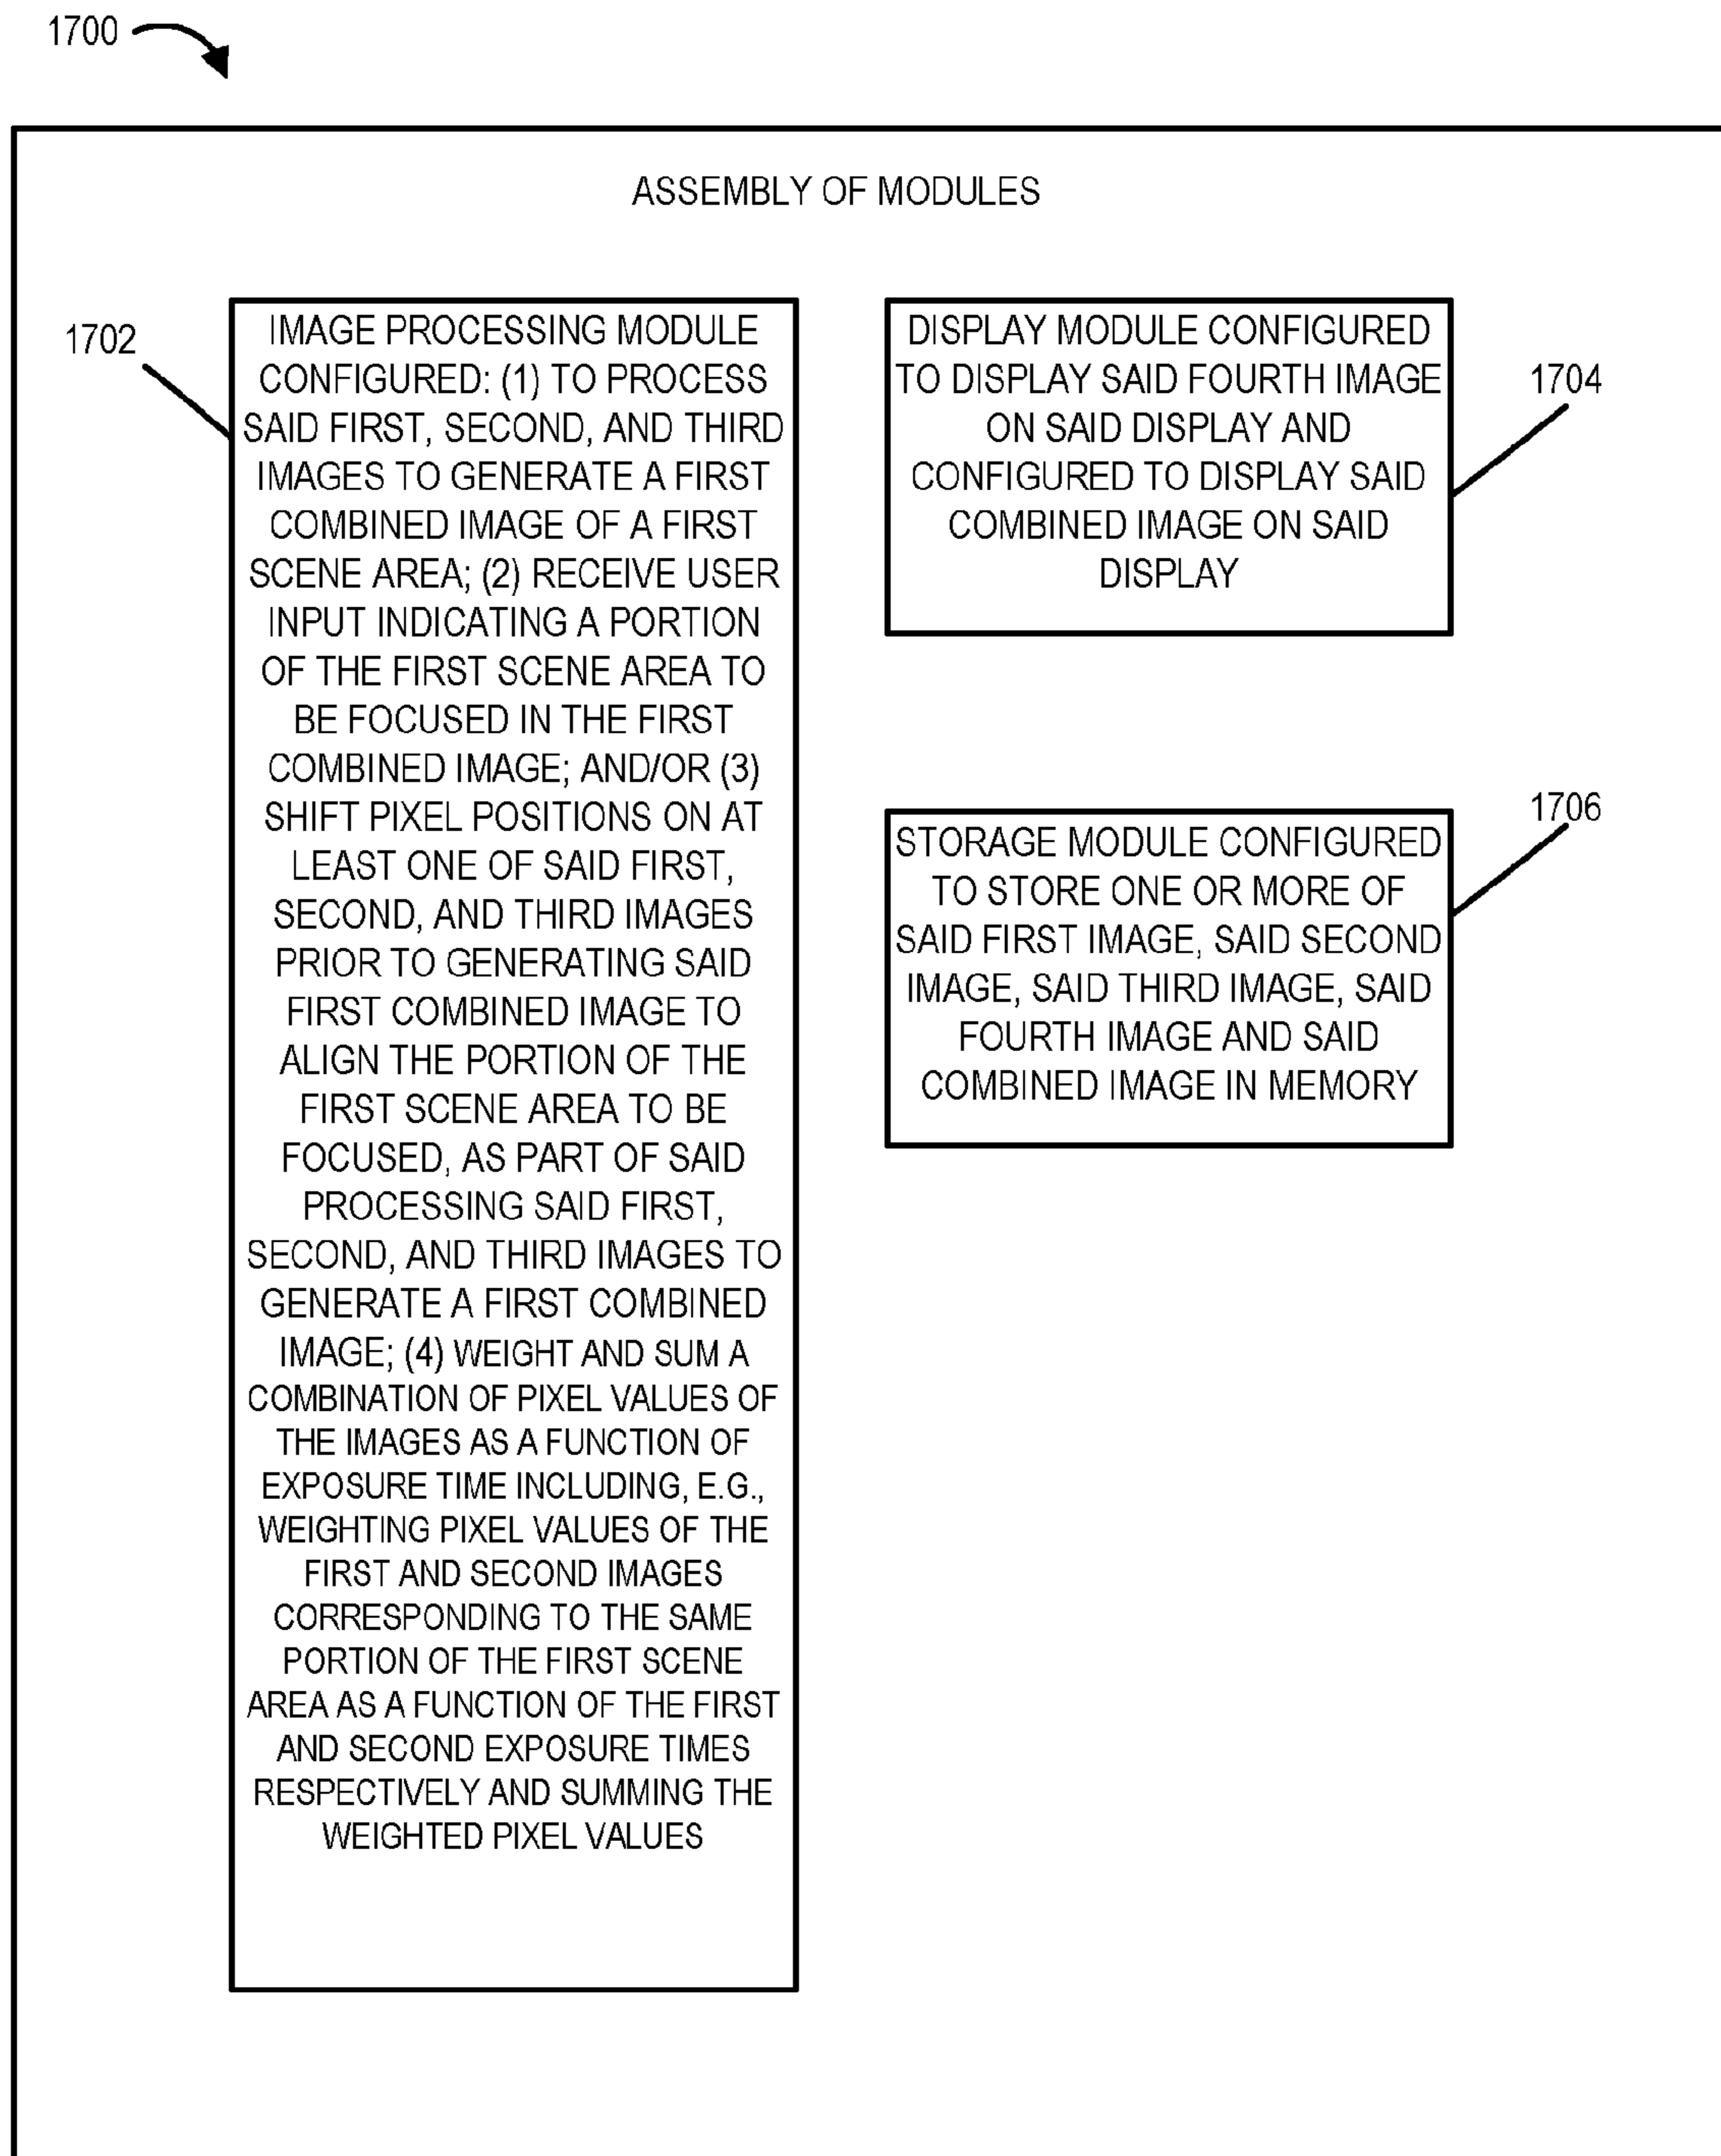 1700
ASSEMBLY OF MODULES
1702
IMAGE PROCESSING MODULE
CONFIGURED: (1) TO PROCESS
SAID FIRST, SECOND, AND THIRD
IMAGES TO GENERATE A FIRST
COMBINED IMAGE OF A FIRST
SCENE AREA; (2) RECEIVE USER
INPUT INDICATING A PORTION
OF THE FIRST SCENE AREA TO
BE FOCUSED IN THE FIRST
COMBINED IMAGE; AND/OR (3)
SHIFT PIXEL POSITIONS ON AT
LEAST ONE OF SAID FIRST,
SECOND, AND THIRD IMAGES
PRIOR TO GENERATING SAID
FIRST COMBINED IMAGE TO
ALIGN THE PORTION OF THE
FIRST SCENE AREA TO BE
FOCUSED, AS PART OF SAID
PROCESSING SAID FIRST,
SECOND, AND THIRD IMAGES TO
GENERATE A FIRST COMBINED
IMAGE; (4) WEIGHT AND SUM A
COMBINATION OF PIXEL VALUES OF
THE IMAGES AS A FUNCTION OF
EXPOSURE TIME INCLUDING, E.G.,
WEIGHTING PIXEL VALUES OF THE
FIRST AND SECOND IMAGES
CORRESPONDING TO THE SAME
PORTION OF THE FIRST SCENE
AREA AS A FUNCTION OF THE FIRST
AND SECOND EXPOSURE TIMES
RESPECTIVELY AND SUMMING THE
WEIGHTED PIXEL VALUES
DISPLAY MODULE CONFIGURED
TO DISPLAY SAID FOURTH IMAGE
ON SAID DISPLAY AND
CONFIGURED TO DISPLAY SAID
COMBINED IMAGE ON SAID
DISPLAY
1704
STORAGE MODULE CONFIGURED
TO STORE ONE OR MORE OF
SAID FIRST IMAGE, SAID SECOND
IMAGE, SAID THIRD IMAGE, SAID
FOURTH IMAGE AND SAID
COMBINED IMAGE IN MEMORY
1706